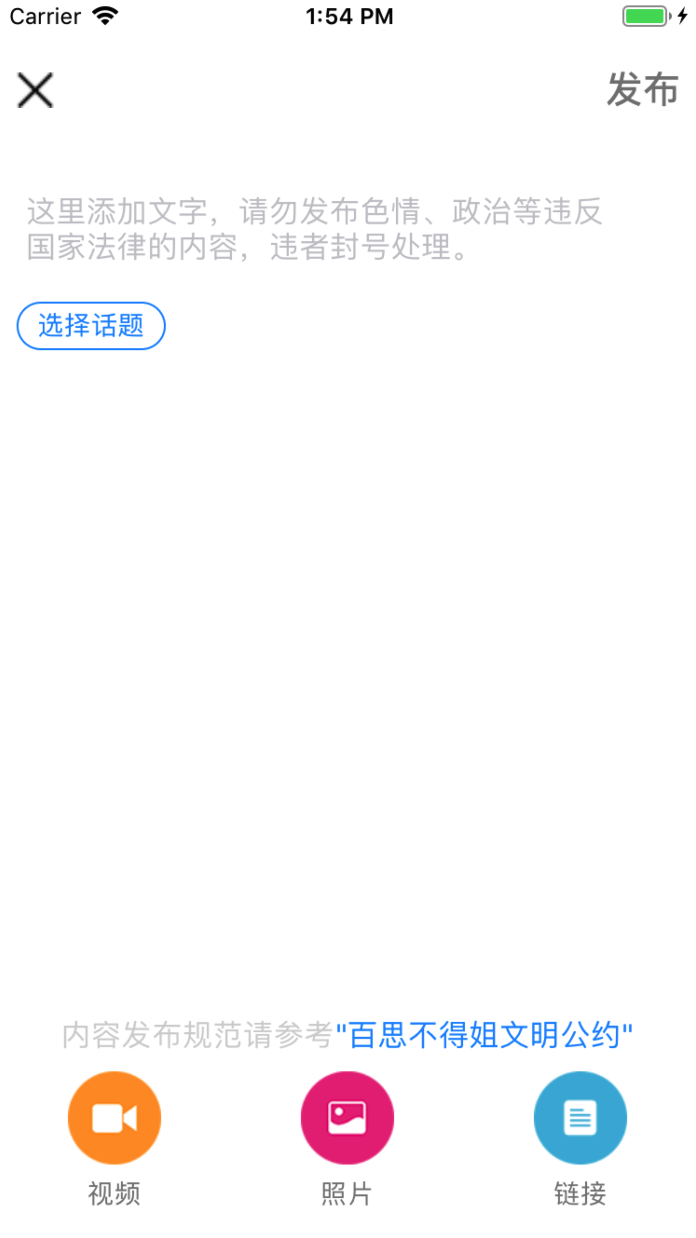 Carrier 1:54 PM
发布
这里添加文字，请勿发布色情、政治等违反
国家法律的内容，违者封号处理。
选择话题
内容发布规范请参考"百思不得姐文明公约"
视频 照片 链接